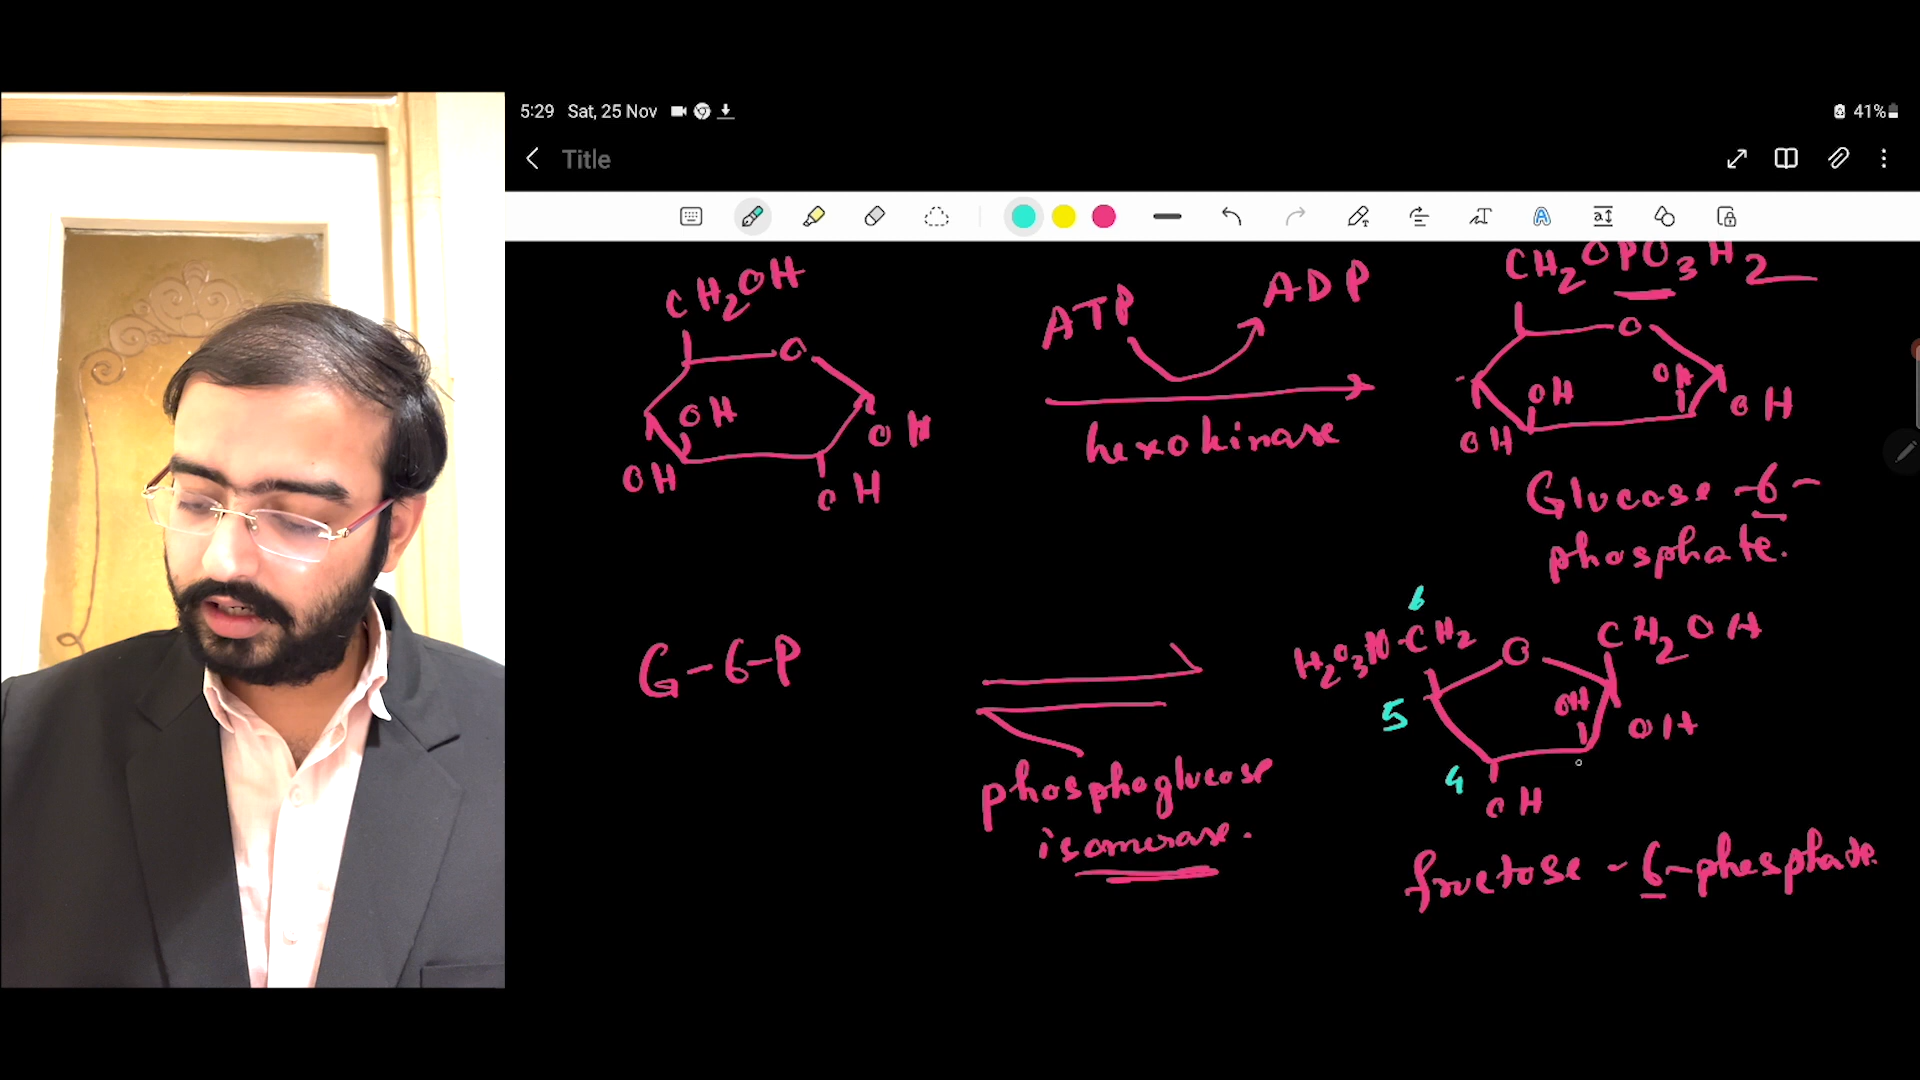 5:29 Sat, 25 Nov
41%
Title
CH2OH
O
OH
OH
OH
OH
ATP
ADP
hexokinase
CH2OPO3H2
O
OH
OH
OH
OH
Glucose-6-
phosphate.
G-6-P
phosphoglucose
isomerase.
6
CH2
O
CH2OH
5
OH
OH
4
OH
fructose-6-phosphate